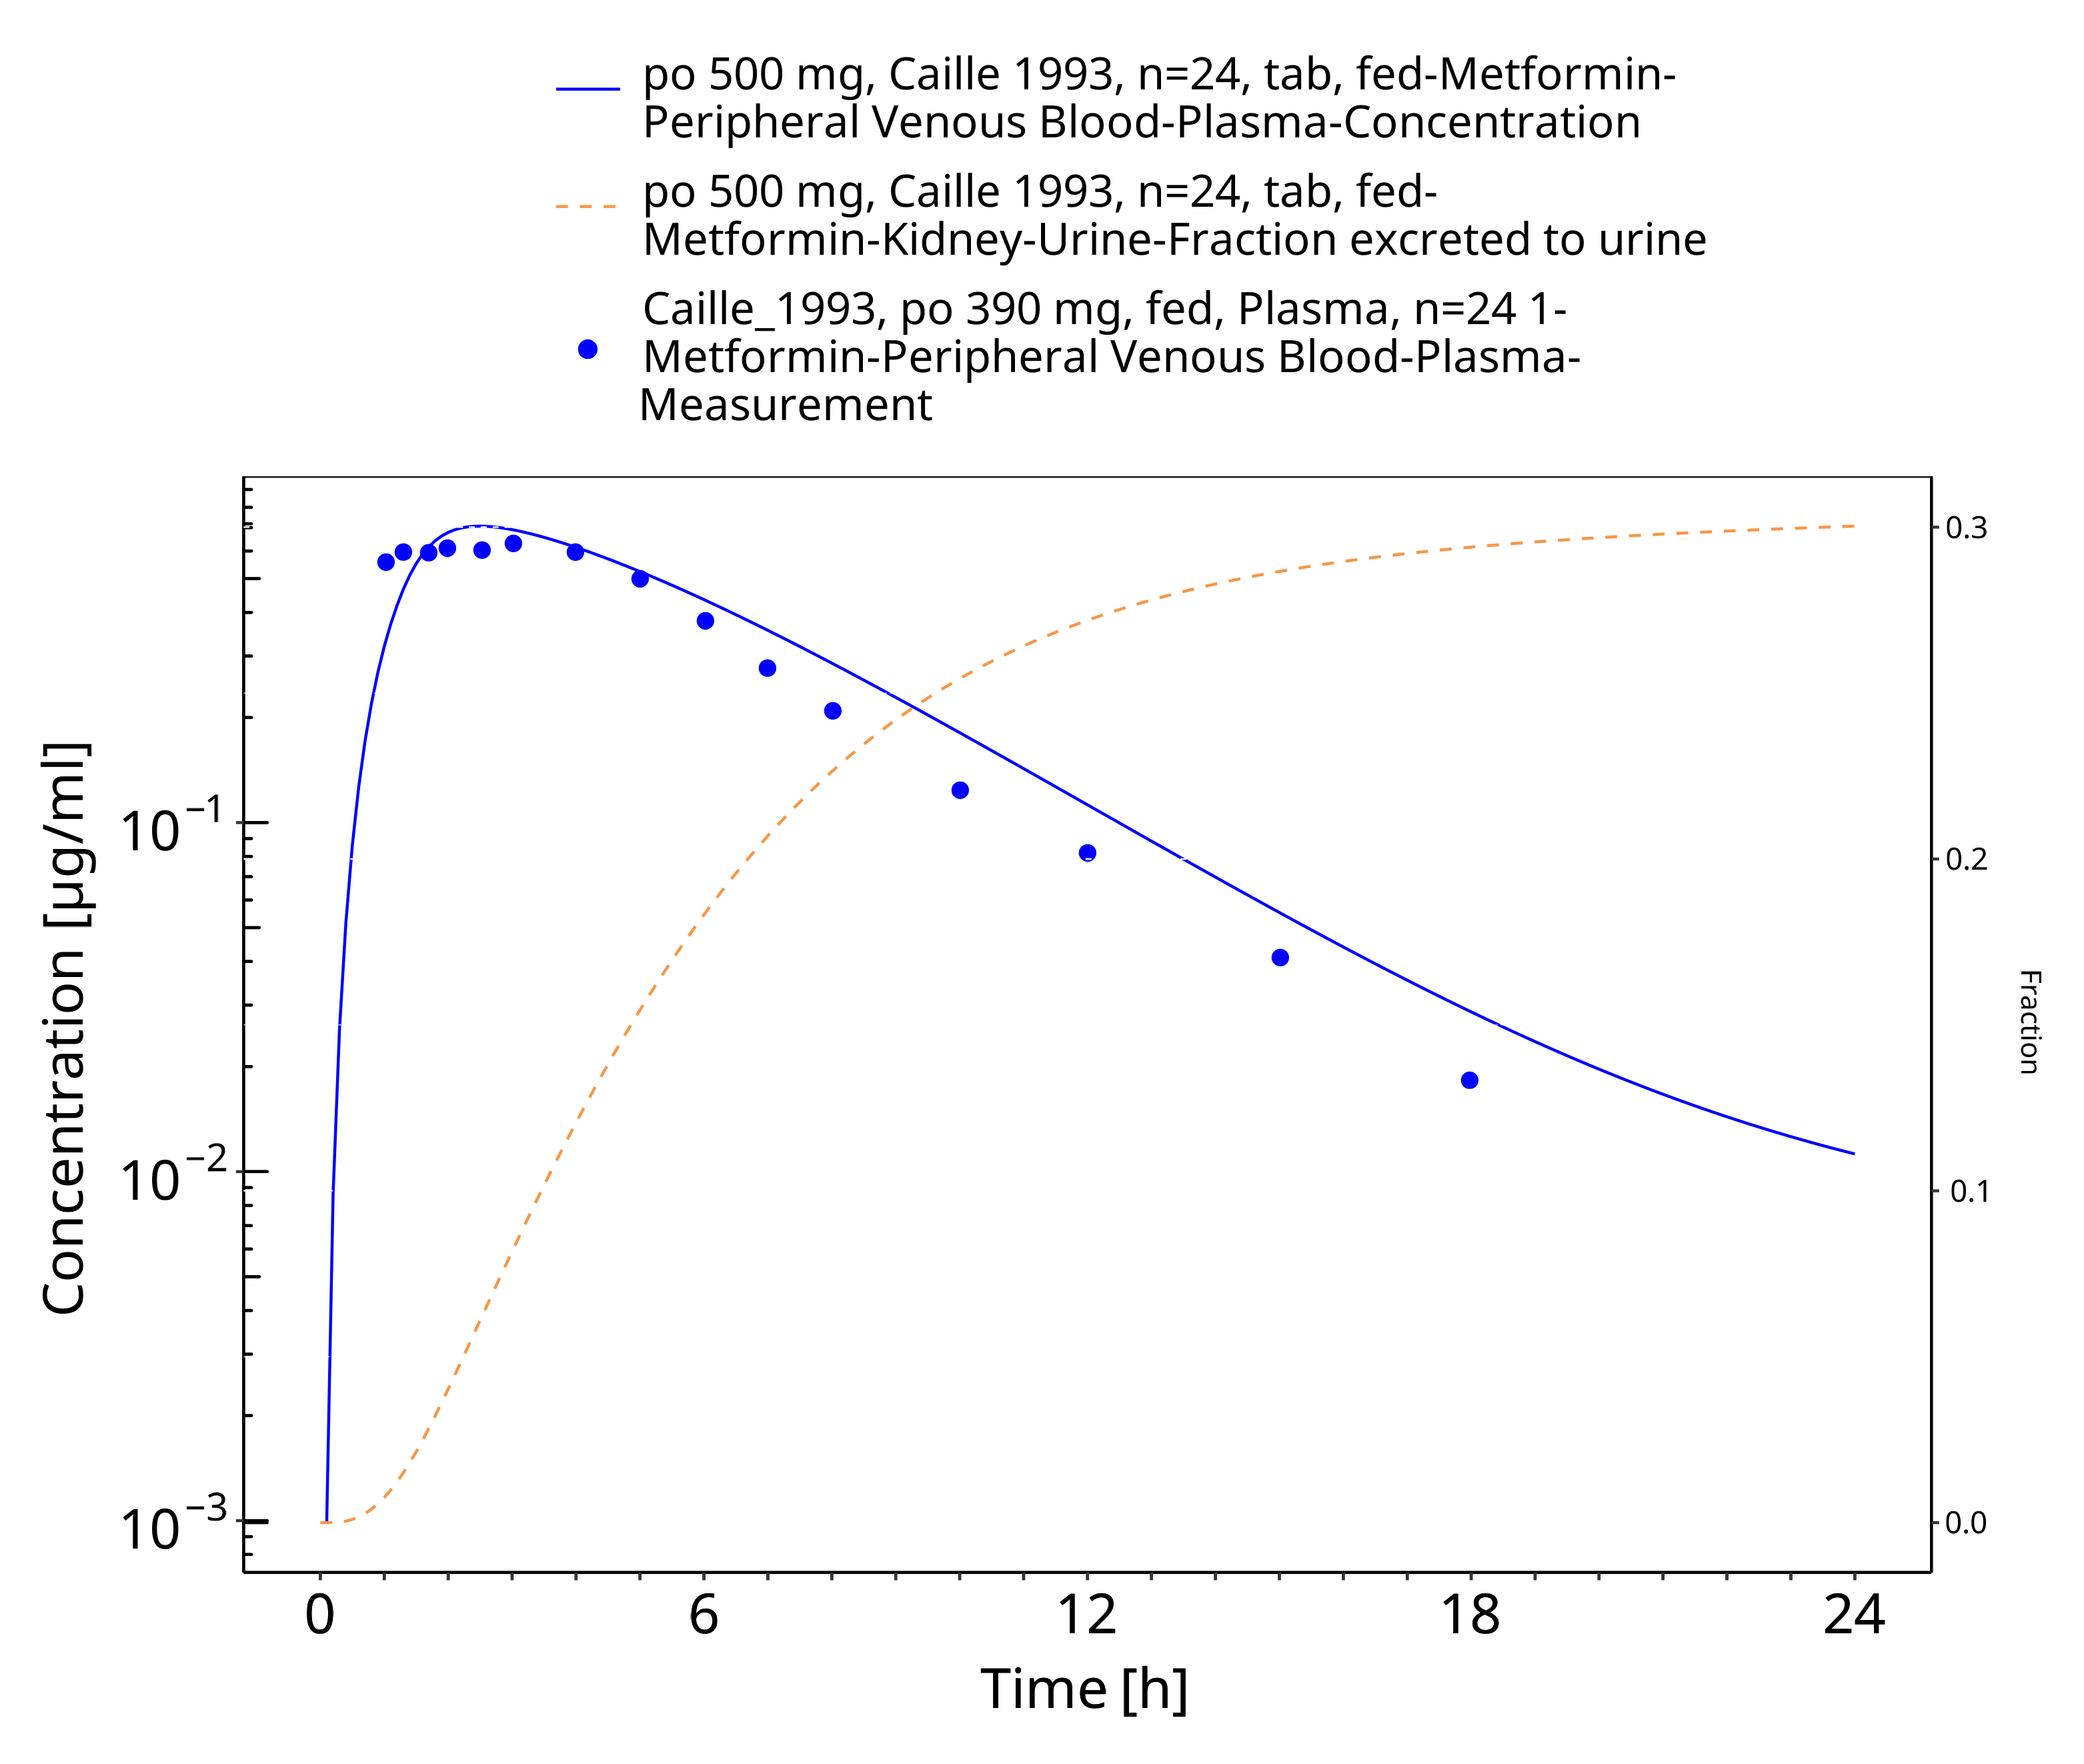 po 500 mg, Caille 1993, n=24, tab, fed-Metformin-
Peripheral Venous Blood-Plasma-Concentration
po 500 mg, Caille 1993, n=24, tab, fed-
Metformin-Kidney-Urine-Fraction excreted to urine
Caille_1993, po 390 mg, fed, Plasma, n=24 1-
Metformin-Peripheral Venous Blood-Plasma-
Measurement
Concentration [µg/ml]
10⁻¹
10⁻²
10⁻³
0.3
0.2
0.1
0.0
Fraction
0 6 12 18 24
Time [h]